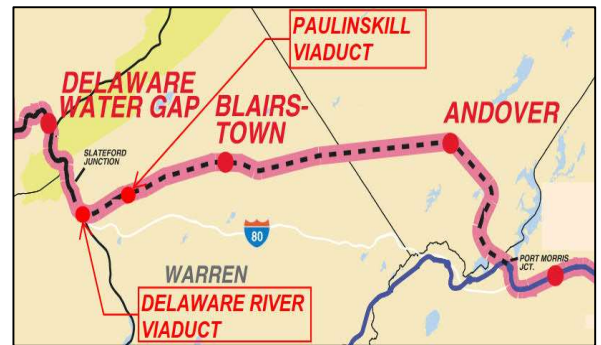 PAULINSKILL
VIADUCT
DELAWARE
WATER GAP
BLAIRS-
TOWN
ANDOVER
SLATEFORD
JUNCTION
80
PORT MORRIS
JCT.
WARREN
DELAWARE RIVER
VIADUCT